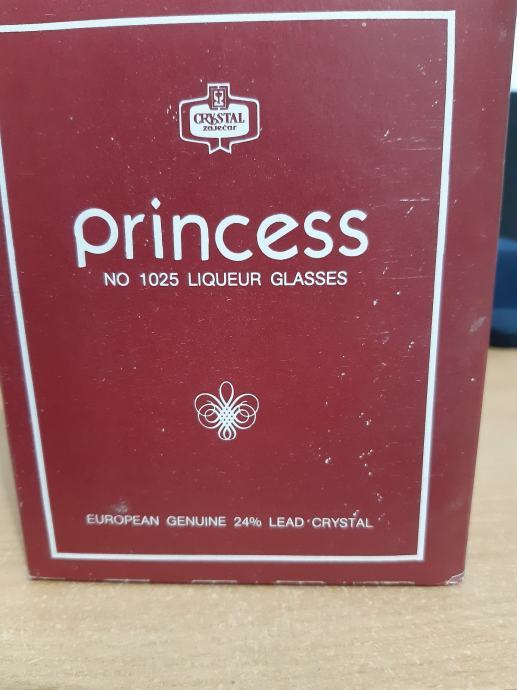 CRYSTAL
zaječar
princess
NO 1025 LIQUEUR GLASSES
EUROPEAN GENUINE 24% LEAD CRYSTAL